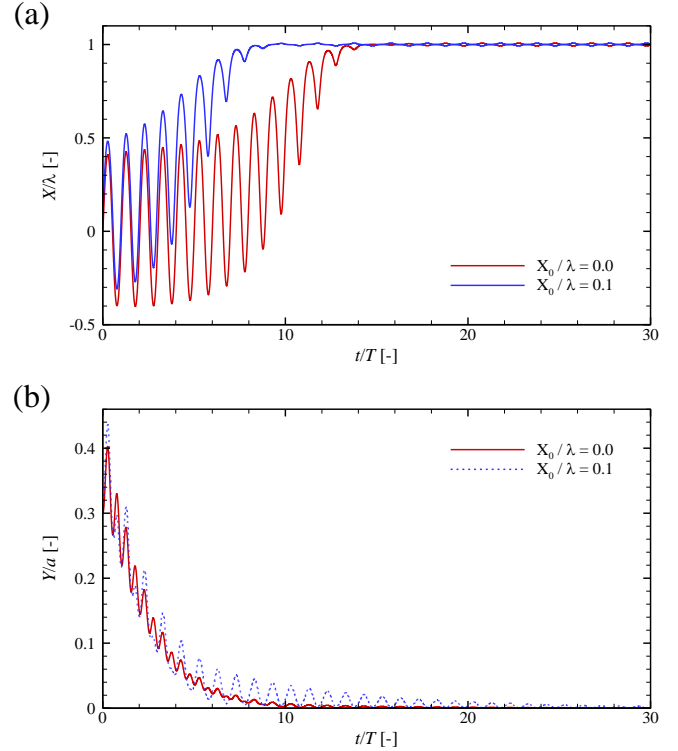 (a)
1
0.5
0
-0.5
X/λ [-]
X₀ / λ = 0.0
X₀ / λ = 0.1
0 10 20 30
t/T [-]
(b)
0.4
0.3
0.2
0.1
0
Y/a [-]
X₀ / λ = 0.0
X₀ / λ = 0.1
0 10 20 30
t/T [-]